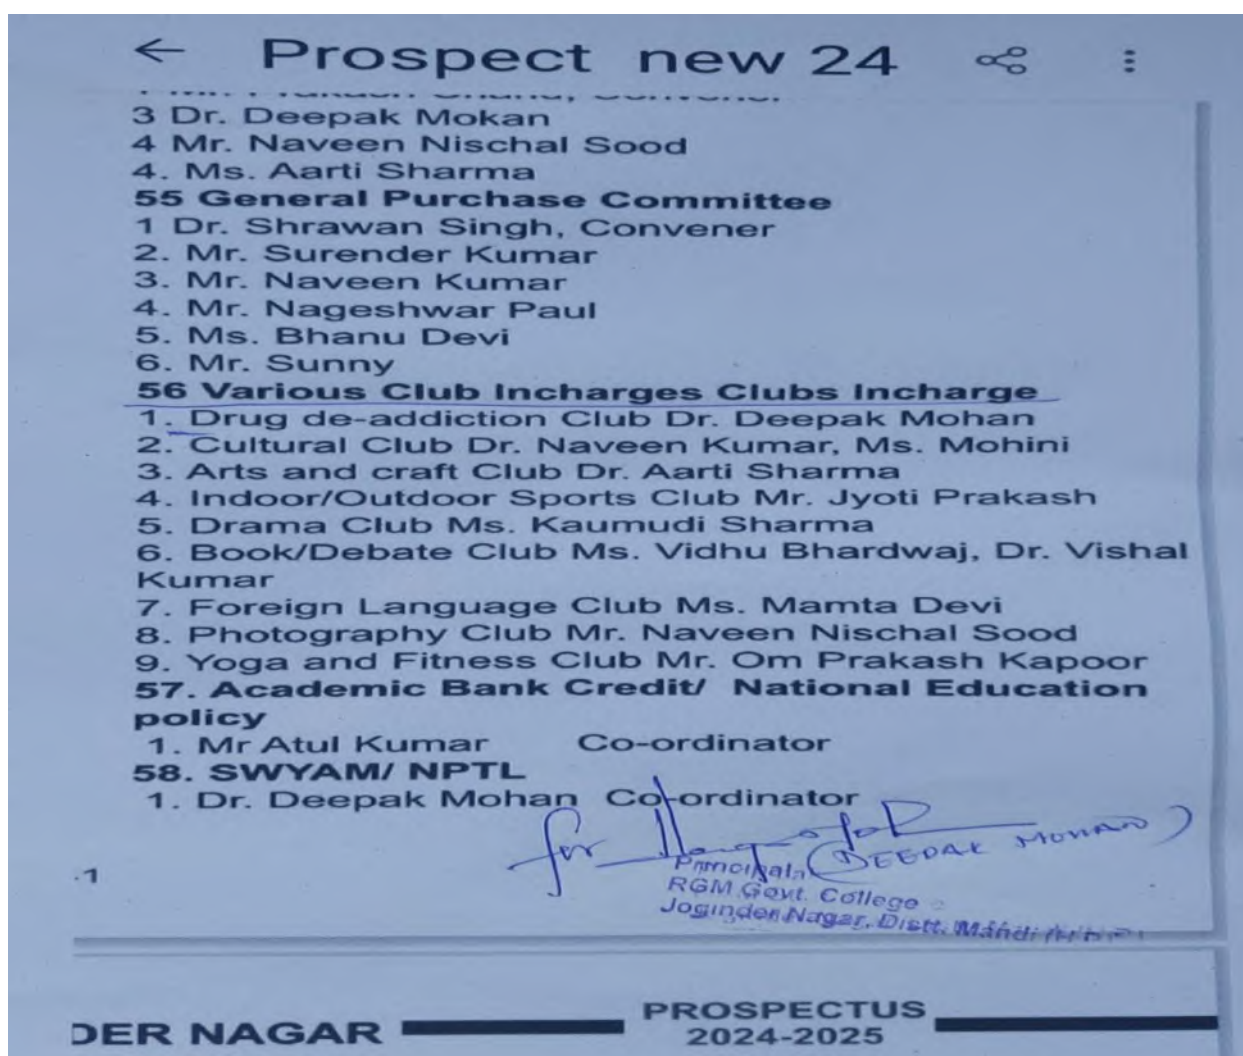 Prospect new 24
3 Dr. Deepak Mokan
4 Mr. Naveen Nischal Sood
4. Ms. Aarti Sharma
55 General Purchase Committee
1 Dr. Shrawan Singh, Convener
2. Mr. Surender Kumar
3. Mr. Naveen Kumar
4. Mr. Nageshwar Paul
5. Ms. Bhanu Devi
6. Mr. Sunny
56 Various Club Incharges Clubs Incharge
1. Drug de-addiction Club Dr. Deepak Mohan
2. Cultural Club Dr. Naveen Kumar, Ms. Mohini
3. Arts and craft Club Dr. Aarti Sharma
4. Indoor/Outdoor Sports Club Mr. Jyoti Prakash
5. Drama Club Ms. Kaumudi Sharma
6. Book/Debate Club Ms. Vidhu Bhardwaj, Dr. Vishal
Kumar
7. Foreign Language Club Ms. Mamta Devi
8. Photography Club Mr. Naveen Nischal Sood
9. Yoga and Fitness Club Mr. Om Prakash Kapoor
57. Academic Bank Credit/ National Education
policy
1. Mr Atul Kumar Co-ordinator
58. SWYAM/ NPTL
1. Dr. Deepak Mohan Co-ordinator
for
(DEEPAK MOHAN)
Principal
RGM Govt. College
Joginder Nagar, Distt. Mandi
-1
DER NAGAR
PROSPECTUS
2024-2025